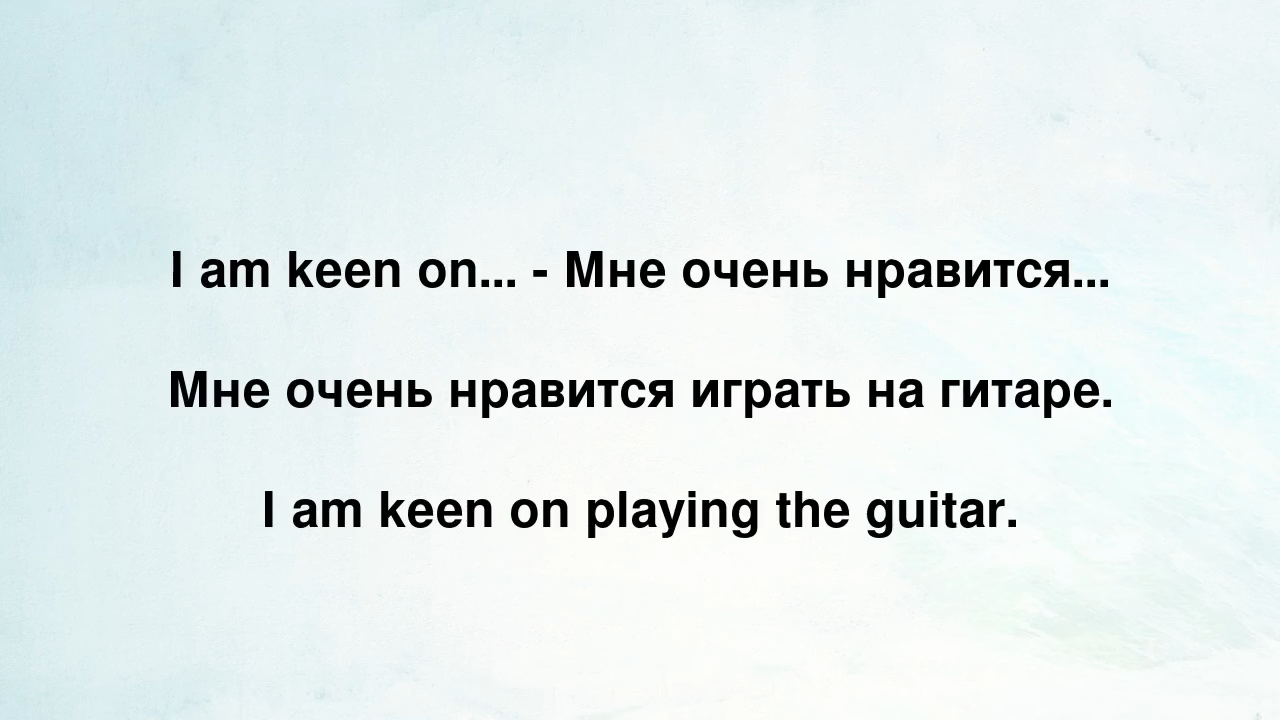 I am keen on... - Мне очень нравится...
Мне очень нравится играть на гитаре.
I am keen on playing the guitar.